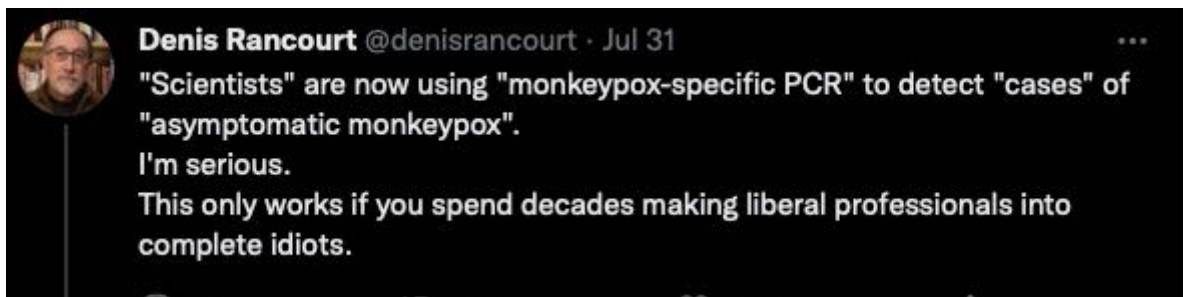 Denis Rancourt @denisrancourt · Jul 31
"Scientists" are now using "monkeypox-specific PCR" to detect "cases" of
"asymptomatic monkeypox".
I'm serious.
This only works if you spend decades making liberal professionals into
complete idiots.